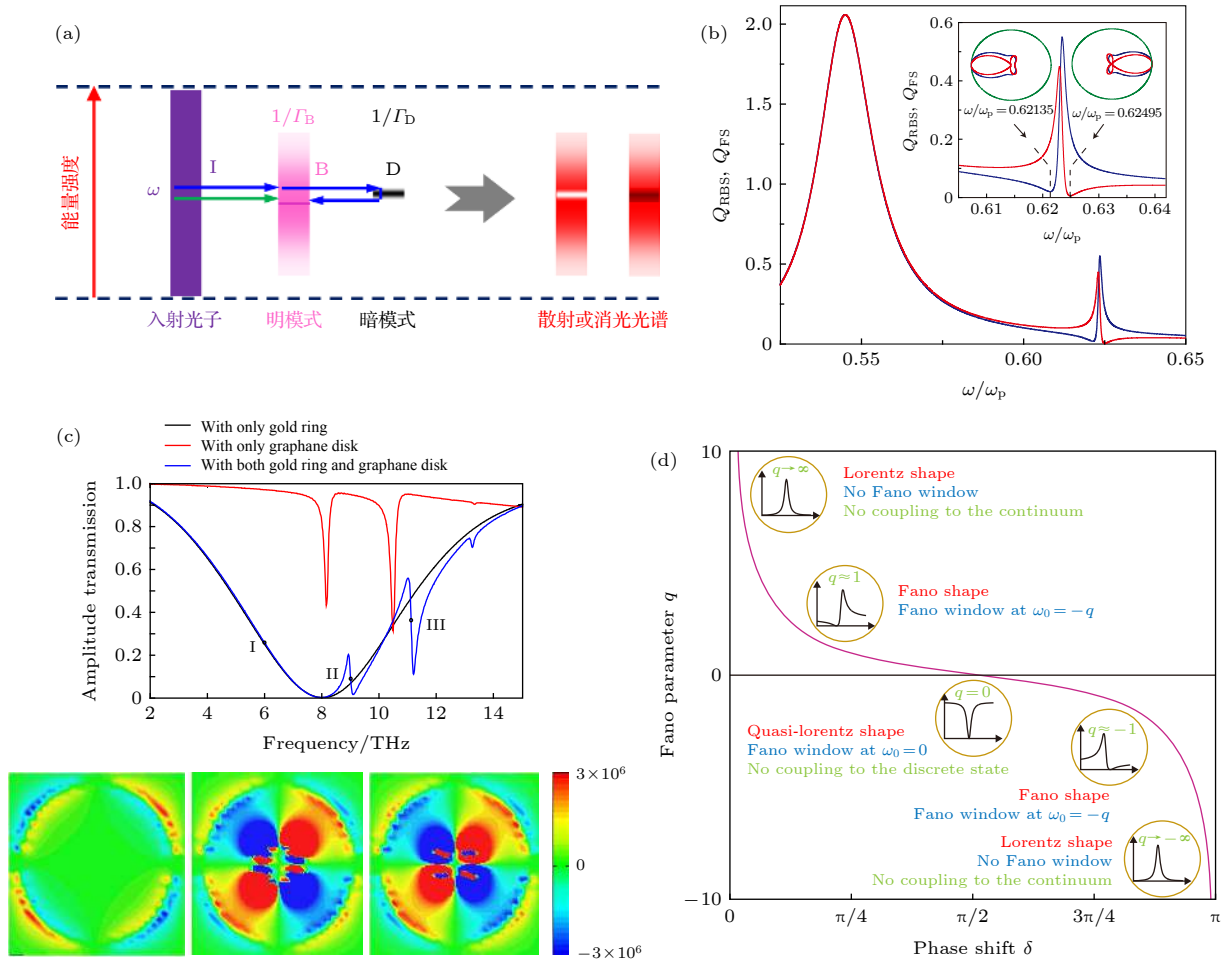 (a)
1/Γ_B
1/Γ_D
I
B
D
ω
能量强度
入射光子
明模式
暗模式
散射或消光光谱
(b)
2.0
1.5
1.0
0.5
0
Q_RBS, Q_FS
0.55
0.60
0.65
ω/ω_p
0.6
0.4
0.2
0
Q_RBS, Q_FS
ω/ω_p = 0.62135
ω/ω_p = 0.62495
0.61
0.62
0.63
0.64
ω/ω_p
(c)
With only gold ring
With only graphane disk
With both gold ring and graphane disk
1.0
0.8
0.6
0.4
0.2
0
Amplitude transmission
I
II
III
2
4
6
8
10
12
14
Frequency/THz
3×10⁶
0
−3×10⁶
(d)
10
0
−10
Fano parameter q
q→∞
Lorentz shape
No Fano window
No coupling to the continuum
q≈1
Fano shape
Fano window at ω₀=−q
q=0
Quasi-lorentz shape
Fano window at ω₀=0
No coupling to the discrete state
q≈−1
Fano shape
Fano window at ω₀=−q
q→−∞
Lorentz shape
No Fano window
No coupling to the continuum
0
π/4
π/2
3π/4
π
Phase shift δ